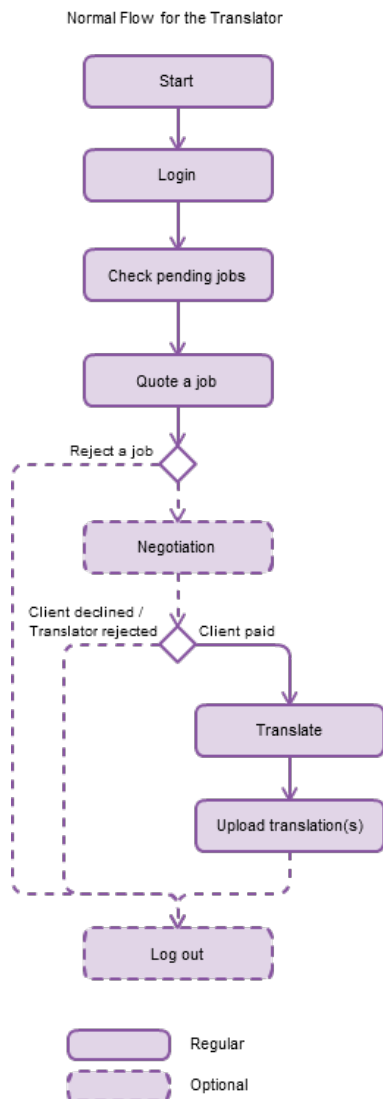 Normal Flow for the Translator
Start
Login
Check pending jobs
Quote a job
Reject a job
Negotiation
Client declined /
Translator rejected
Client paid
Translate
Upload translation(s)
Log out
Regular
Optional